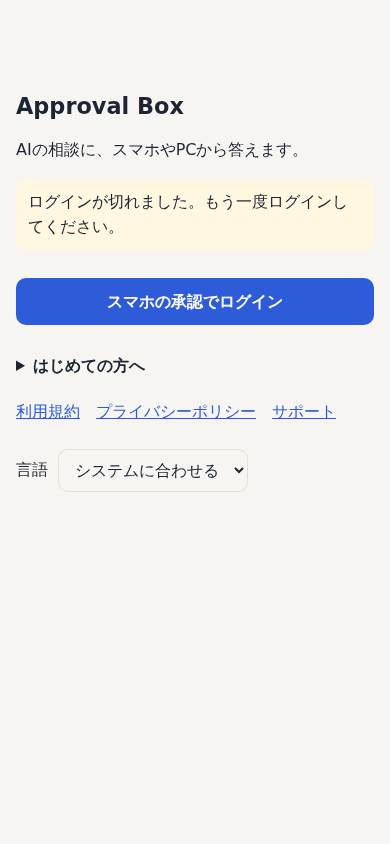 Approval Box
AIの相談に、スマホやPCから答えます。
ログインが切れました。もう一度ログインし
てください。
スマホの承認でログイン
はじめての方へ
利用規約 プライバシーポリシー サポート
言語 システムに合わせる